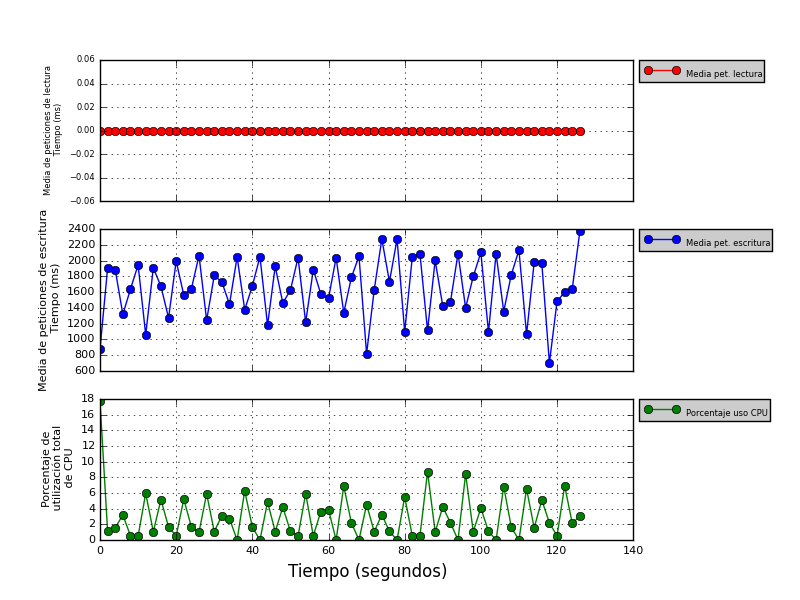 0.06
0.04
0.02
0.00
−0.02
−0.04
−0.06
Media de peticiones de lectura
Tiempo (ms)
Media pet. lectura
2400
2200
2000
1800
1600
1400
1200
1000
800
600
Media de peticiones de escritura
Tiempo (ms)
Media pet. escritura
18
16
14
12
10
8
6
4
2
0
Porcentaje de
utilización total
de CPU
Porcentaje uso CPU
0 20 40 60 80 100 120 140
Tiempo (segundos)